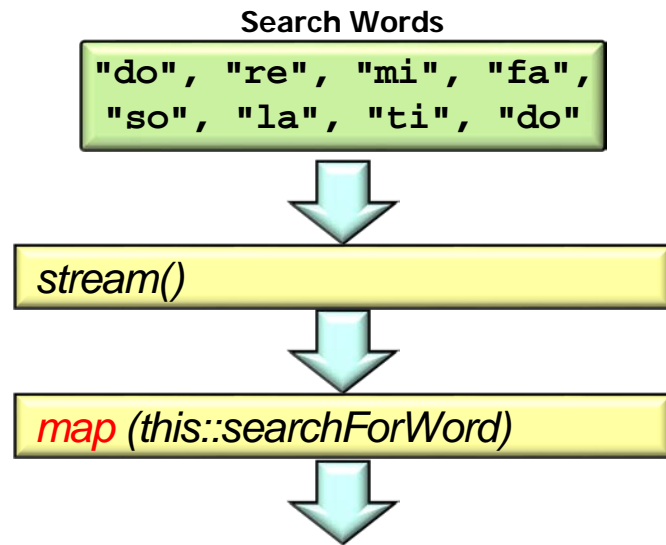 Search Words
"do", "re", "mi", "fa",
"so", "la", "ti", "do"
stream()
map (this::searchForWord)